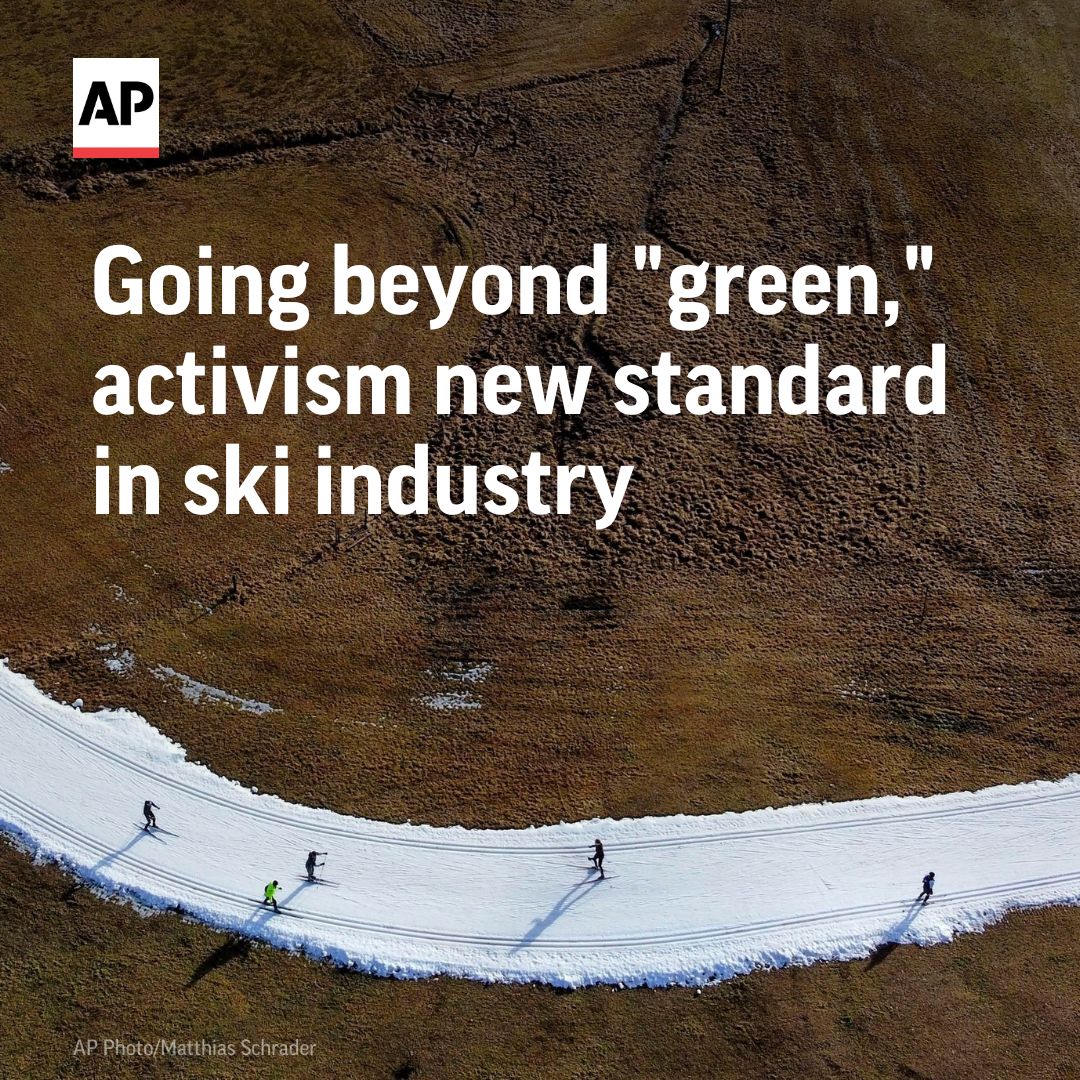 AP
Going beyond "green,"
activism new standard
in ski industry
AP Photo/Matthias Schrader